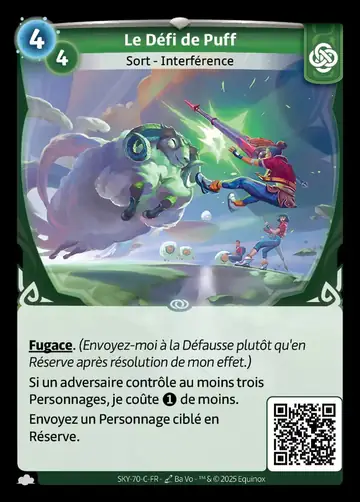 4
4
Le Défi de Puff
Sort - Interférence
Fugace. (Envoyez-moi à la Défausse plutôt qu'en
Réserve après résolution de mon effet.)
Si un adversaire contrôle au moins trois
Personnages, je coûte 1 de moins.
Envoyez un Personnage ciblé en
Réserve.
SKY-70-C-FR - Ba Vo - ™ & © 2025 Equinox